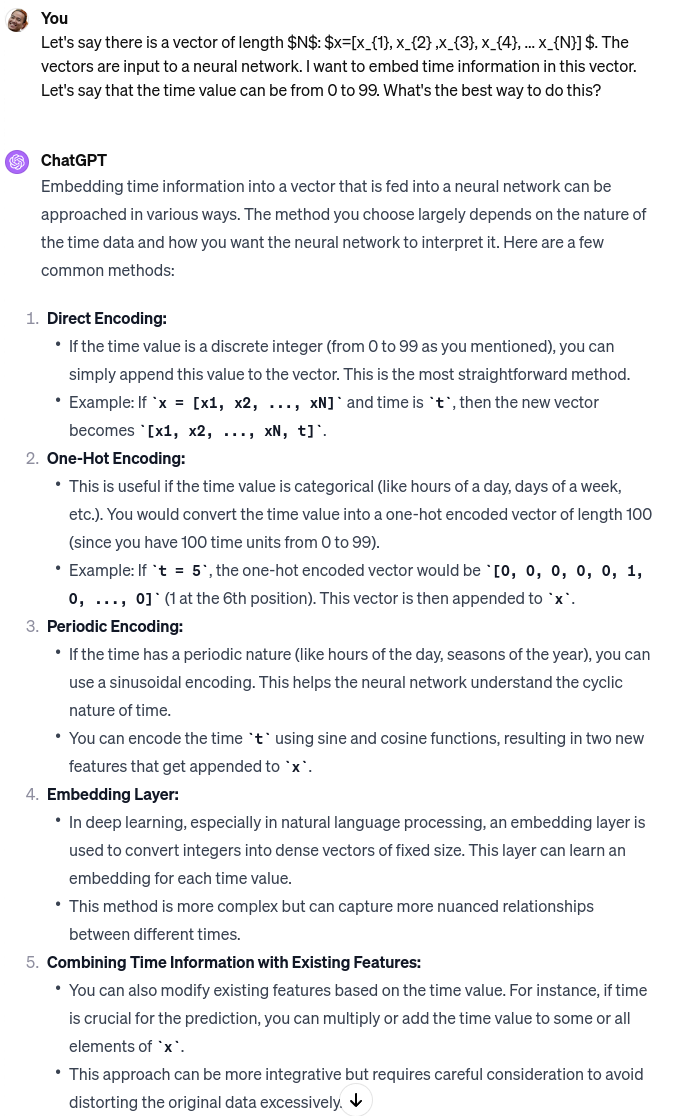 You
Let's say there is a vector of length $N$: $x=[x_{1}, x_{2} ,x_{3}, x_{4}, ... x_{N}] $. The
vectors are input to a neural network. I want to embed time information in this vector.
Let's say that the time value can be from 0 to 99. What's the best way to do this?
ChatGPT
Embedding time information into a vector that is fed into a neural network can be
approached in various ways. The method you choose largely depends on the nature of
the time data and how you want the neural network to interpret it. Here are a few
common methods:
1. Direct Encoding:
• If the time value is a discrete integer (from 0 to 99 as you mentioned), you can
simply append this value to the vector. This is the most straightforward method.
• Example: If `x = [x1, x2, ..., xN]` and time is `t`, then the new vector
becomes `[x1, x2, ..., xN, t]`.
2. One-Hot Encoding:
• This is useful if the time value is categorical (like hours of a day, days of a week,
etc.). You would convert the time value into a one-hot encoded vector of length 100
(since you have 100 time units from 0 to 99).
• Example: If `t = 5`, the one-hot encoded vector would be `[0, 0, 0, 0, 0, 1,
0, ..., 0]` (1 at the 6th position). This vector is then appended to `x`.
3. Periodic Encoding:
• If the time has a periodic nature (like hours of the day, seasons of the year), you can
use a sinusoidal encoding. This helps the neural network understand the cyclic
nature of time.
• You can encode the time `t` using sine and cosine functions, resulting in two new
features that get appended to `x`.
4. Embedding Layer:
• In deep learning, especially in natural language processing, an embedding layer is
used to convert integers into dense vectors of fixed size. This layer can learn an
embedding for each time value.
• This method is more complex but can capture more nuanced relationships
between different times.
5. Combining Time Information with Existing Features:
• You can also modify existing features based on the time value. For instance, if time
is crucial for the prediction, you can multiply or add the time value to some or all
elements of `x`.
• This approach can be more integrative but requires careful consideration to avoid
distorting the original data excessively.